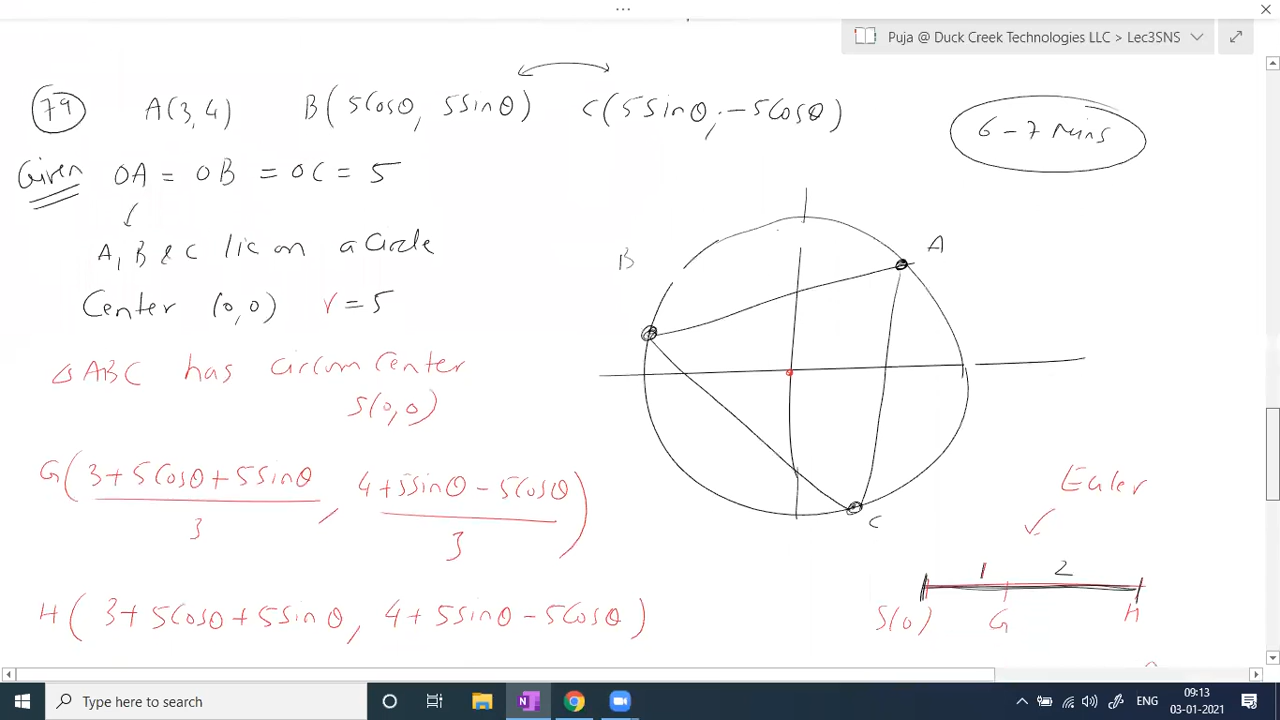 Puja @ Duck Creek Technologies LLC > Lec3SNS
79 A(3,4) B(5Cosθ, 5Sinθ) C(5Sinθ, -5Cosθ)
6-7 Mins
Given OA = OB = OC = 5
A, B & C lie on a Circle
Center (0,0) r = 5
△ABC has Circum Center
S(0,0)
G(3+5Cosθ+5Sinθ/3, 4+5Sinθ-5Cosθ/3)
H(3+5Cosθ+5Sinθ, 4+5Sinθ-5Cosθ)
B
A
C
Euler
1 2
S(0) G H
Type here to search
ENG
09:13
03-01-2021